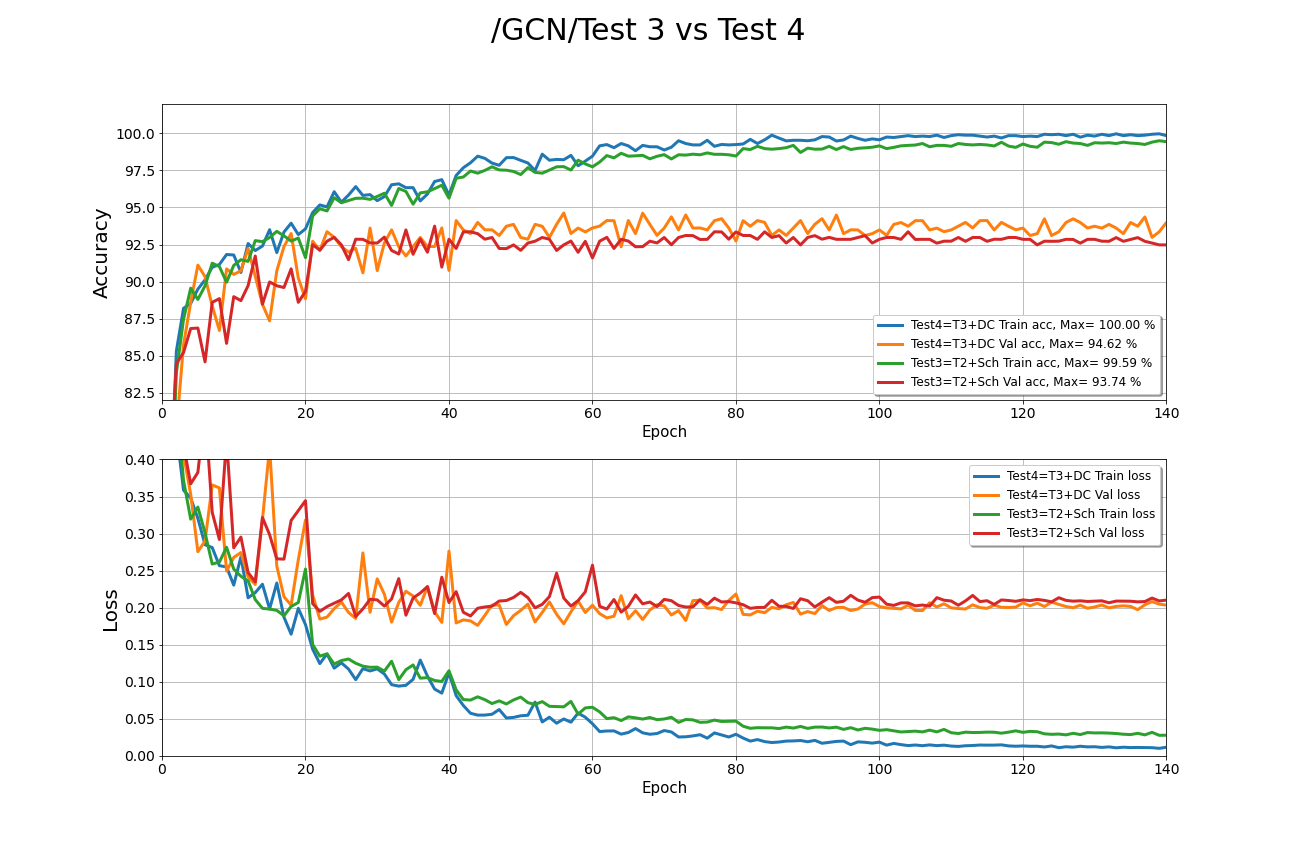 /GCN/Test 3 vs Test 4
100.0
97.5
95.0
92.5
90.0
87.5
85.0
82.5
Accuracy
Test4=T3+DC Train acc, Max= 100.00 %
Test4=T3+DC Val acc, Max= 94.62 %
Test3=T2+Sch Train acc, Max= 99.59 %
Test3=T2+Sch Val acc, Max= 93.74 %
0 20 40 60 80 100 120 140
Epoch
0.40
0.35
0.30
0.25
0.20
0.15
0.10
0.05
0.00
Loss
Test4=T3+DC Train loss
Test4=T3+DC Val loss
Test3=T2+Sch Train loss
Test3=T2+Sch Val loss
0 20 40 60 80 100 120 140
Epoch